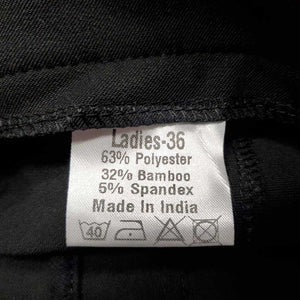 Ladies-36
63% Polyester
32% Bamboo
5% Spandex
Made In India
40